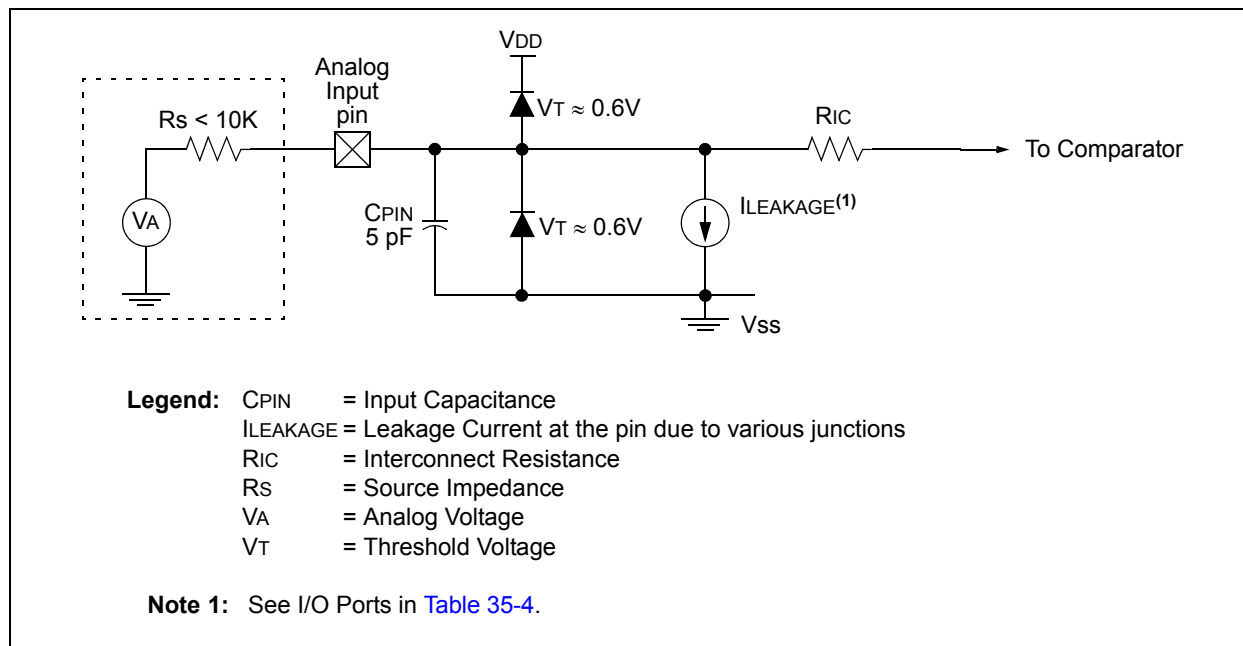 VDD
Analog
Input
pin
VT ≈ 0.6V
Rs < 10K
RIC
To Comparator
VA
CPIN
5 pF
VT ≈ 0.6V
ILEAKAGE(1)
Vss
Legend: CPIN = Input Capacitance
ILEAKAGE = Leakage Current at the pin due to various junctions
RIC = Interconnect Resistance
RS = Source Impedance
VA = Analog Voltage
VT = Threshold Voltage
Note 1: See I/O Ports in Table 35-4.